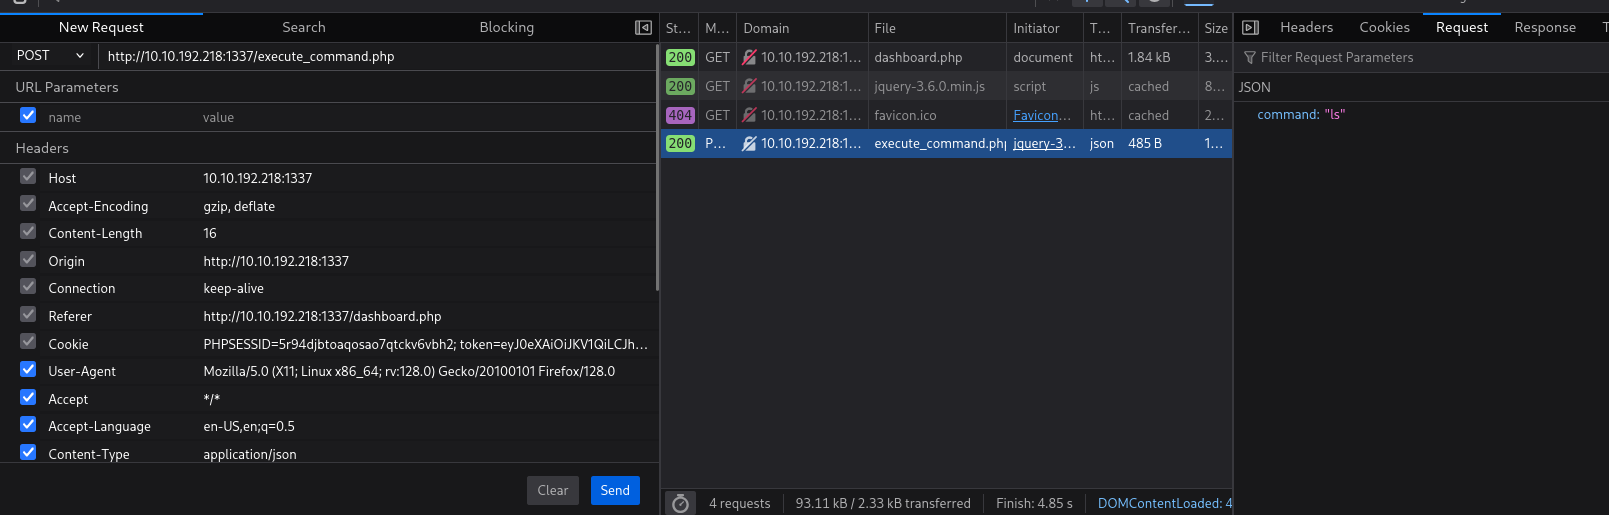 New Request Search Blocking
POST http://10.10.192.218:1337/execute_command.php
URL Parameters
name value
Headers
Host 10.10.192.218:1337
Accept-Encoding gzip, deflate
Content-Length 16
Origin http://10.10.192.218:1337
Connection keep-alive
Referer http://10.10.192.218:1337/dashboard.php
Cookie PHPSESSID=5r94djbtoaqosao7qtckv6vbh2; token=eyJ0eXAiOiJKV1QiLCJh...
User-Agent Mozilla/5.0 (X11; Linux x86_64; rv:128.0) Gecko/20100101 Firefox/128.0
Accept */*
Accept-Language en-US,en;q=0.5
Content-Type application/json
Clear Send
St... M... Domain File Initiator T... Transfer... Size
200 GET 10.10.192.218:1... dashboard.php document ht... 1.84 kB 3....
200 GET 10.10.192.218:1... jquery-3.6.0.min.js script js cached 8...
404 GET 10.10.192.218:1... favicon.ico Favicon... ht... cached 2...
200 P... 10.10.192.218:1... execute_command.php jquery-3... json 485 B 1...
4 requests 93.11 kB / 2.33 kB transferred Finish: 4.85 s DOMContentLoaded: 4
Headers Cookies Request Response T
Filter Request Parameters
JSON
command: "ls"